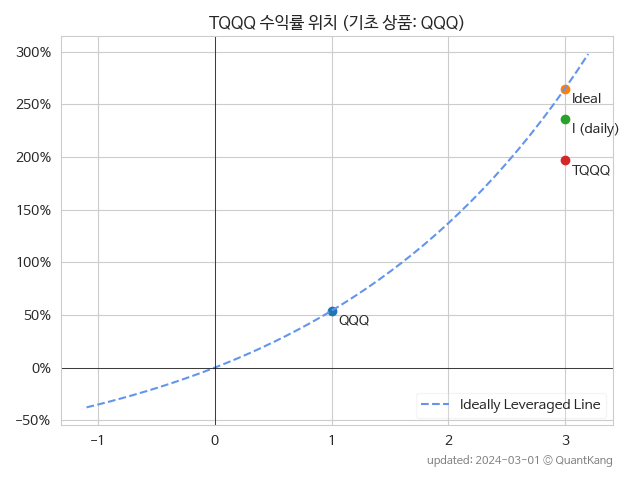 TQQQ 수익률 위치 (기초 상품: QQQ)
300%
250%
200%
150%
100%
50%
0%
−50%
Ideal
I (daily)
TQQQ
QQQ
Ideally Leveraged Line
−1
0
1
2
3
updated: 2024-03-01 © QuantKang